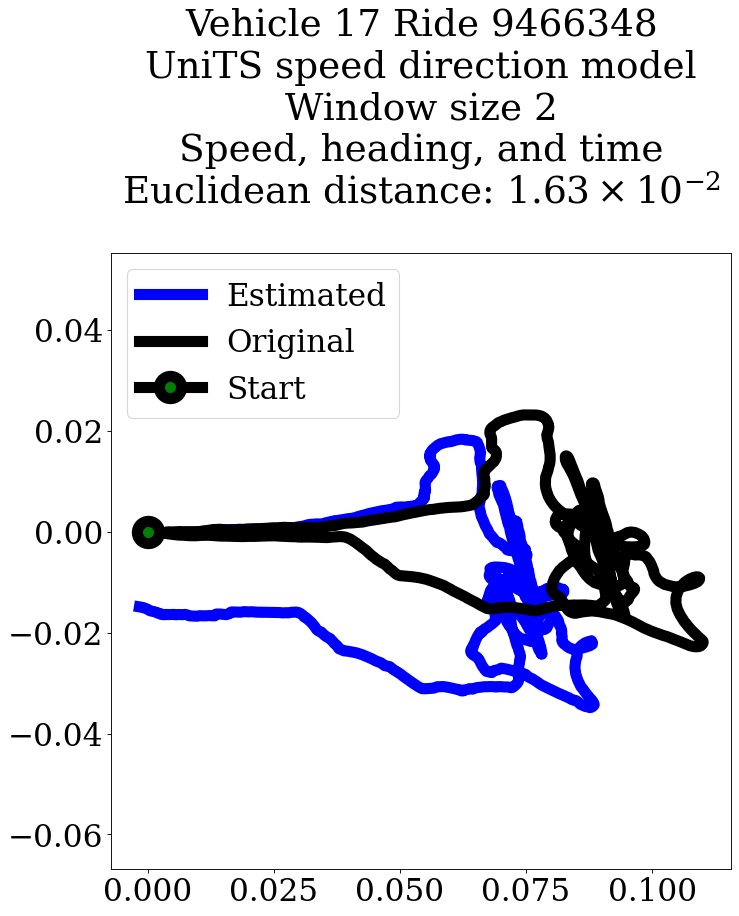 Vehicle 17 Ride 9466348
UniTS speed direction model
Window size 2
Speed, heading, and time
Euclidean distance: $1.63 \times 10^{-2}$
Estimated
Original
Start
0.04
0.02
0.00
−0.02
−0.04
−0.06
0.000 0.025 0.050 0.075 0.100